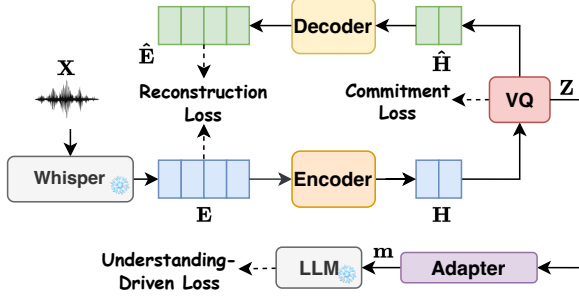 Decoder
Ê
Ĥ
X
Reconstruction
Loss
Commitment
Loss
VQ
Z
Whisper
Encoder
E
H
Understanding-
Driven Loss
LLM
m
Adapter